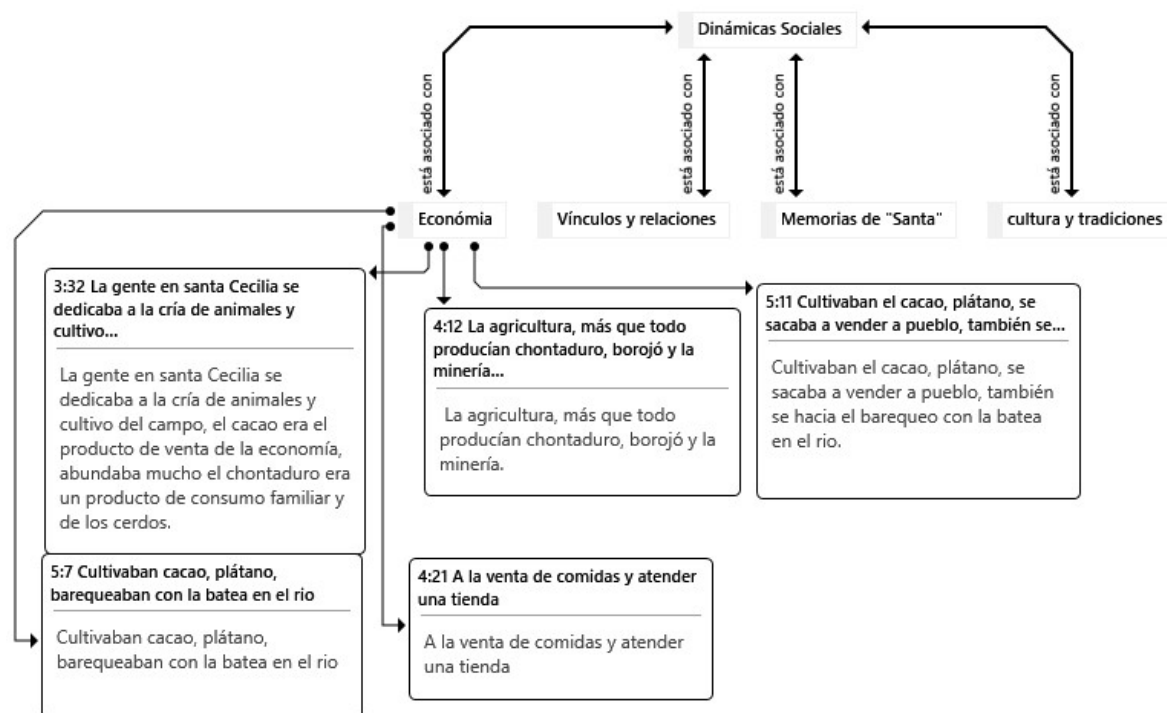 Dinámicas Sociales
está asociado con
está asociado con
está asociado con
está asociado con
Económia
Vínculos y relaciones
Memorias de "Santa"
cultura y tradiciones
3:32 La gente en santa Cecilia se
dedicaba a la cría de animales y
cultivo...
La gente en santa Cecilia se
dedicaba a la cría de animales y
cultivo del campo, el cacao era el
producto de venta de la economía,
abundaba mucho el chontaduro era
un producto de consumo familiar y
de los cerdos.
4:12 La agricultura, más que todo
producían chontaduro, borojó y la
minería...
La agricultura, más que todo
producían chontaduro, borojó y la
minería.
5:11 Cultivaban el cacao, plátano, se
sacaba a vender a pueblo, también se...
Cultivaban el cacao, plátano, se
sacaba a vender a pueblo, también
se hacia el barequeo con la batea
en el rio.
5:7 Cultivaban cacao, plátano,
barequeaban con la batea en el rio
Cultivaban cacao, plátano,
barequeaban con la batea en el rio
4:21 A la venta de comidas y atender
una tienda
A la venta de comidas y atender
una tienda